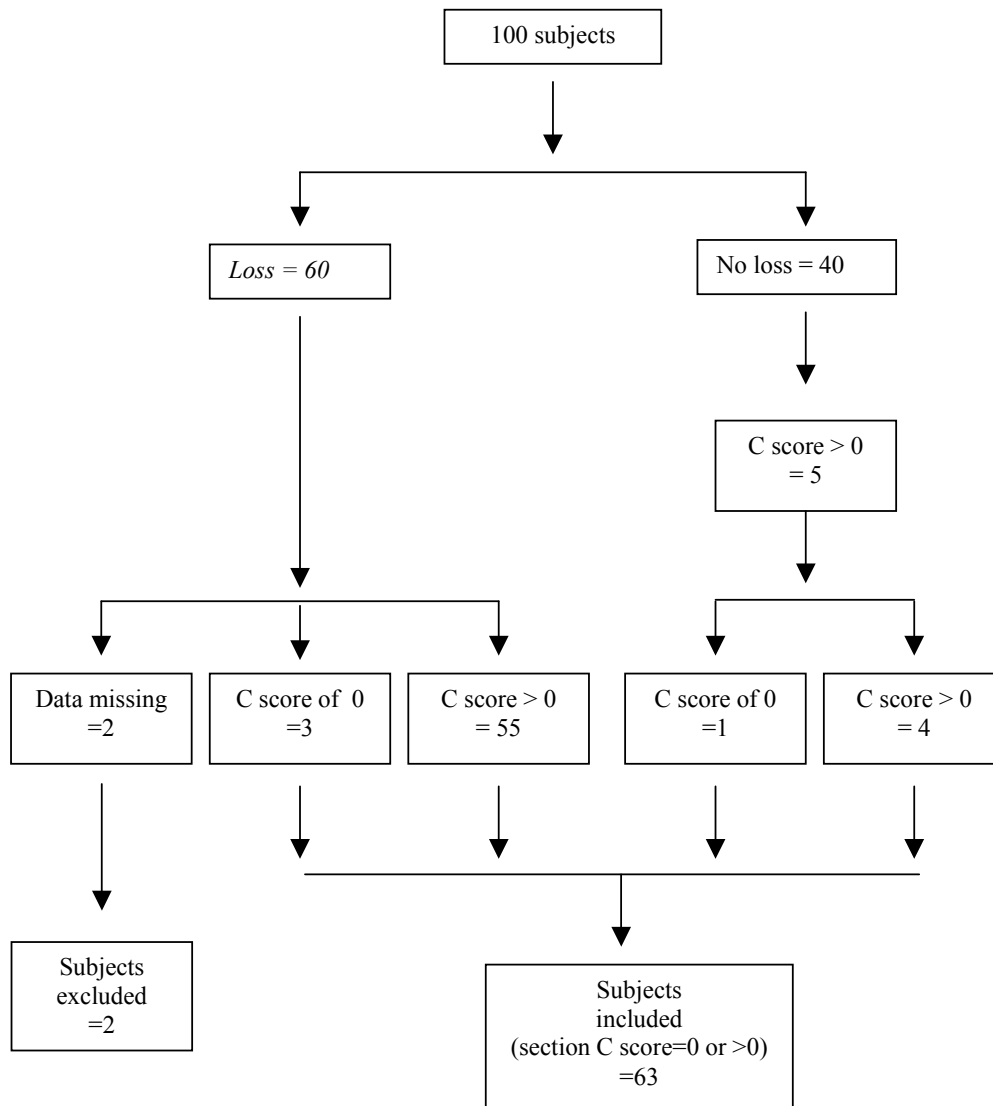 100 subjects
Loss = 60
No loss = 40
C score > 0
= 5
Data missing
=2
C score of  0
=3
C score > 0
= 55
C score of 0
=1
C score > 0
= 4
Subjects
excluded
=2
Subjects
included
(section C score=0 or >0)
=63